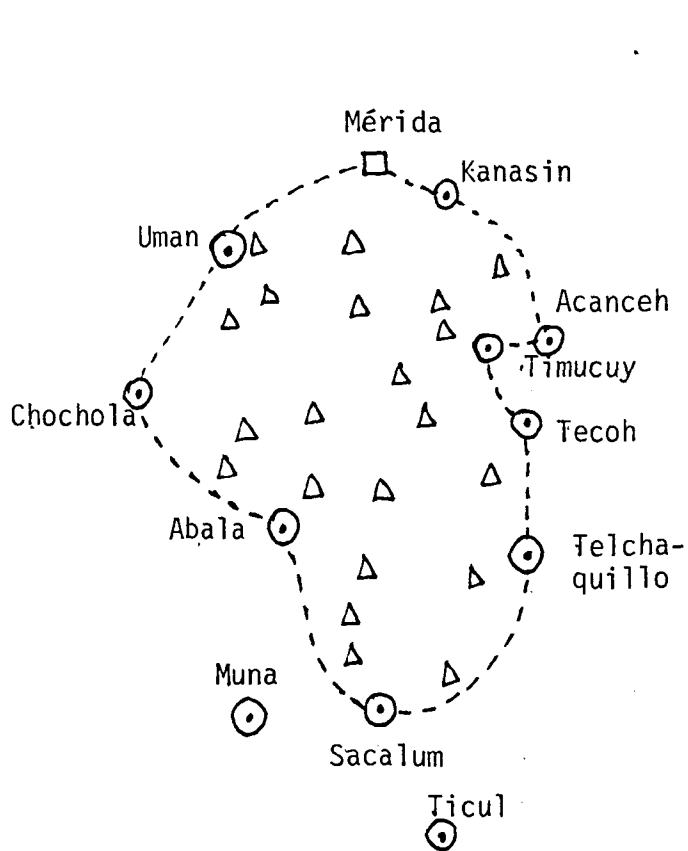 Mérida
Kanasin
Uman
Acanceh
Timucuy
Chochola
Tecoh
Abala
Telcha-
quillo
Muna
Sacalum
Ticul